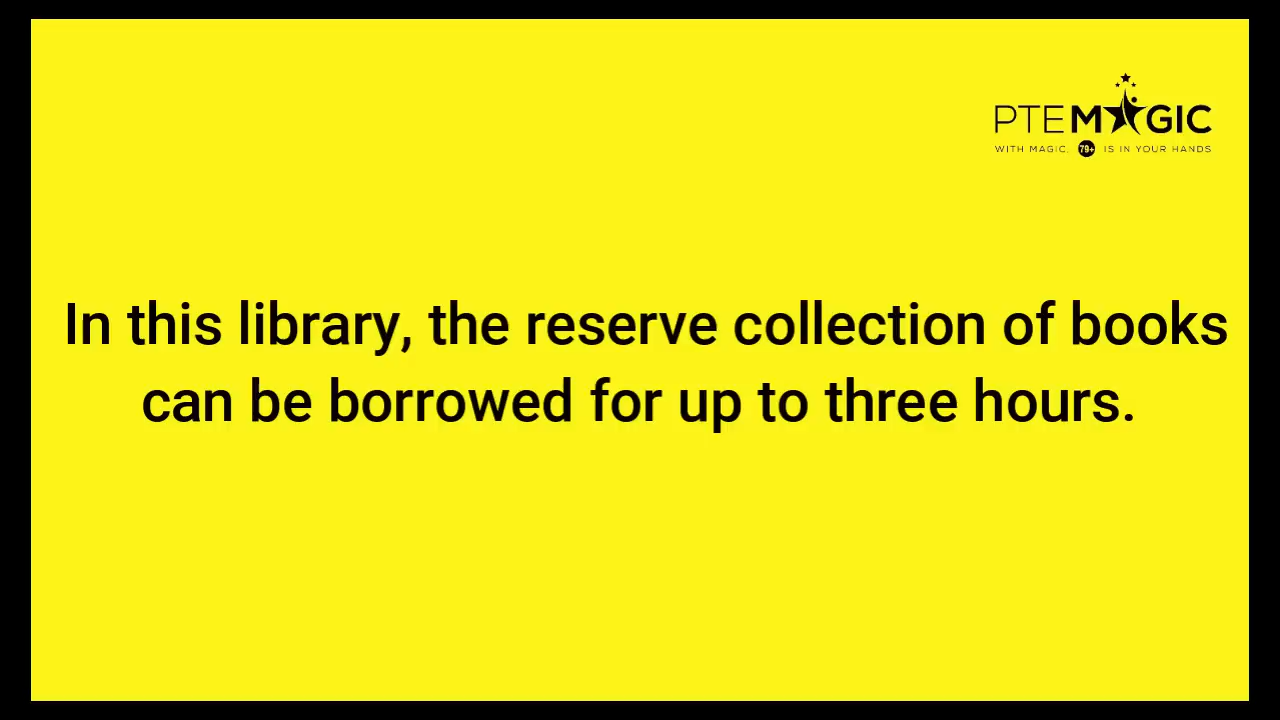 PTEMAGIC
WITH MAGIC, 79+ IS IN YOUR HANDS
In this library, the reserve collection of books
can be borrowed for up to three hours.